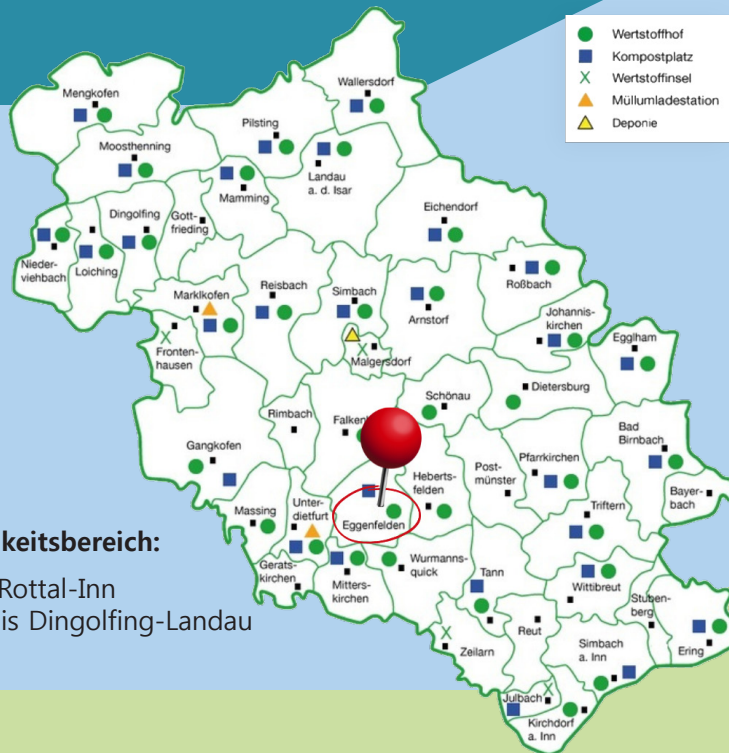 Wertstoffhof
Kompostplatz
Wertstoffinsel
Müllumladestation
Deponie
Wallersdorf
Mengkofen
Pilsting
Moosthenning
Landau
a. d. Isar
Mamming
Dingolfing
Gott-
frieding
Eichendorf
Nieder-
viehbach
Loiching
Marklkofen
Reisbach
Simbach
Arnstorf
Roßbach
Johannis-
kirchen
Egglham
Fronten-
hausen
Malgersdorf
Dietersburg
Schönau
Rimbach
Bad
Birnbach
Gangkofen
Pfarrkirchen
Post-
münster
Heberts-
felden
Bayer-
bach
Triftern
Massing
Unter-
dietfurt
Eggenfelden
Gerats-
kirchen
Mitters-
kirchen
Wurmanns-
quick
Tann
Wittibreut
Stuben-
berg
Reut
Zeilarn
Simbach
a. Inn
Ering
Julbach
Kirchdorf
a. Inn
keitsbereich:
Rottal-Inn
is Dingolfing-Landau